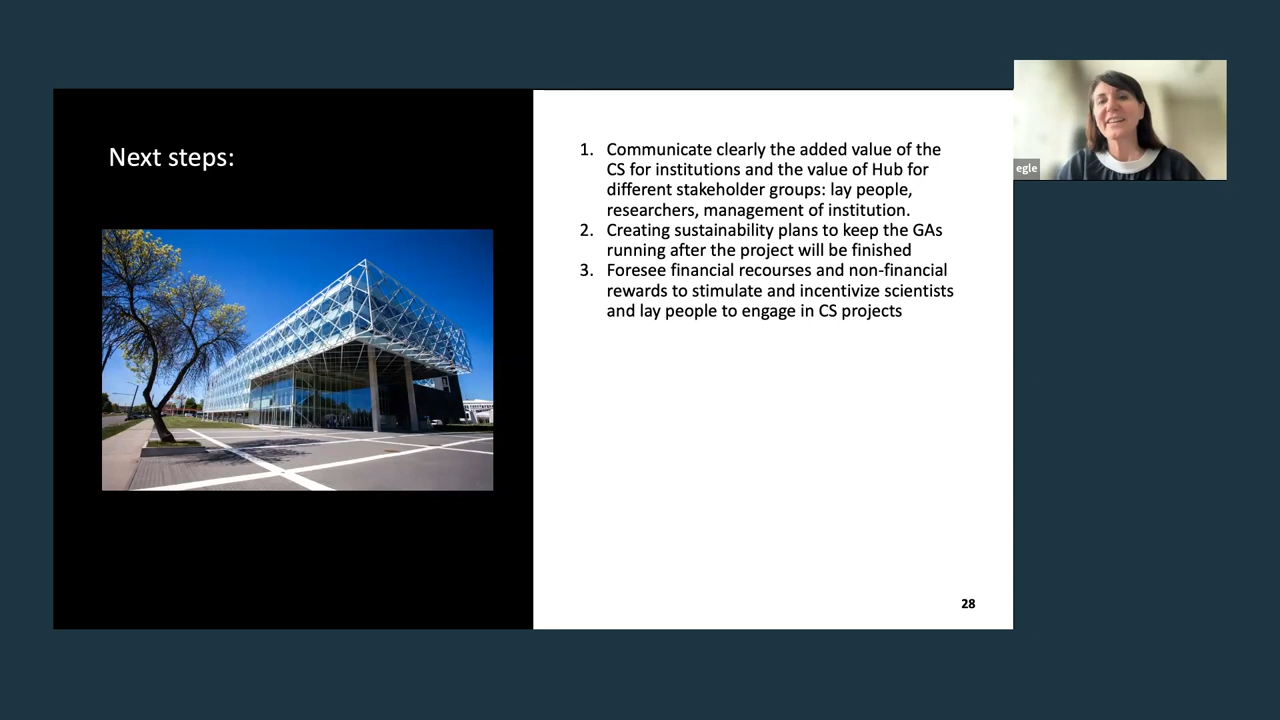 Next steps:
1. Communicate clearly the added value of the
CS for institutions and the value of Hub for
different stakeholder groups: lay people,
researchers, management of institution.
2. Creating sustainability plans to keep the GAs
running after the project will be finished
3. Foresee financial recourses and non-financial
rewards to stimulate and incentivize scientists
and lay people to engage in CS projects
28
egle